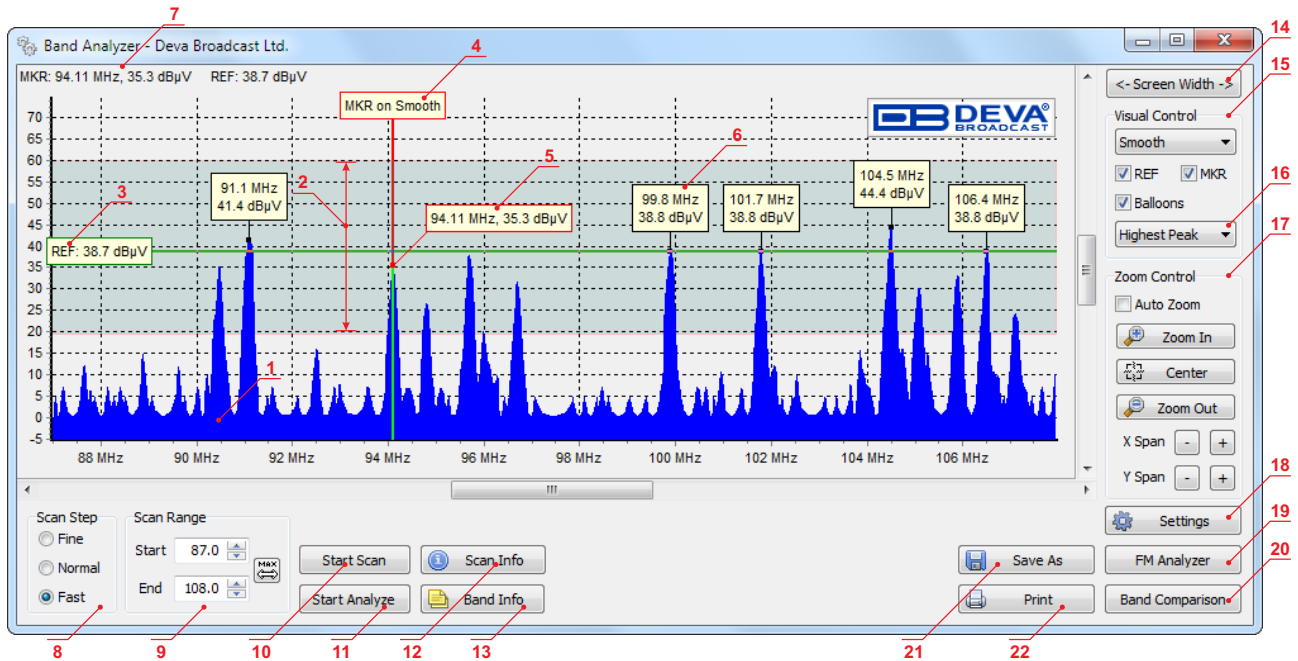 7
14
Band Analyzer - Deva Broadcast Ltd.
4
15
MKR: 94.11 MHz, 35.3 dBµV REF: 38.7 dBµV
<- Screen Width ->
MKR on Smooth
DEVA®
BROADCAST
Visual Control
Smooth
REF MKR
Balloons
Highest Peak
16
17
70
65
60
55
50
45
40
35
30
25
20
15
10
5
0
-5
3
REF: 38.7 dBµV
91.1 MHz
41.4 dBµV
2
5
94.11 MHz, 35.3 dBµV
6
99.8 MHz
38.8 dBµV
101.7 MHz
38.8 dBµV
104.5 MHz
44.4 dBµV
106.4 MHz
38.8 dBµV
1
88 MHz 90 MHz 92 MHz 94 MHz 96 MHz 98 MHz 100 MHz 102 MHz 104 MHz 106 MHz
Zoom Control
Auto Zoom
Zoom In
Center
Zoom Out
X Span - +
Y Span - +
18
Settings
19
FM Analyzer
20
Band Comparison
Scan Step
Fine
Normal
Fast
Scan Range
Start 87.0
End 108.0
MAX
Start Scan
Scan Info
Start Analyze
Band Info
Save As
Print
8 9 10 11 12 13 21 22